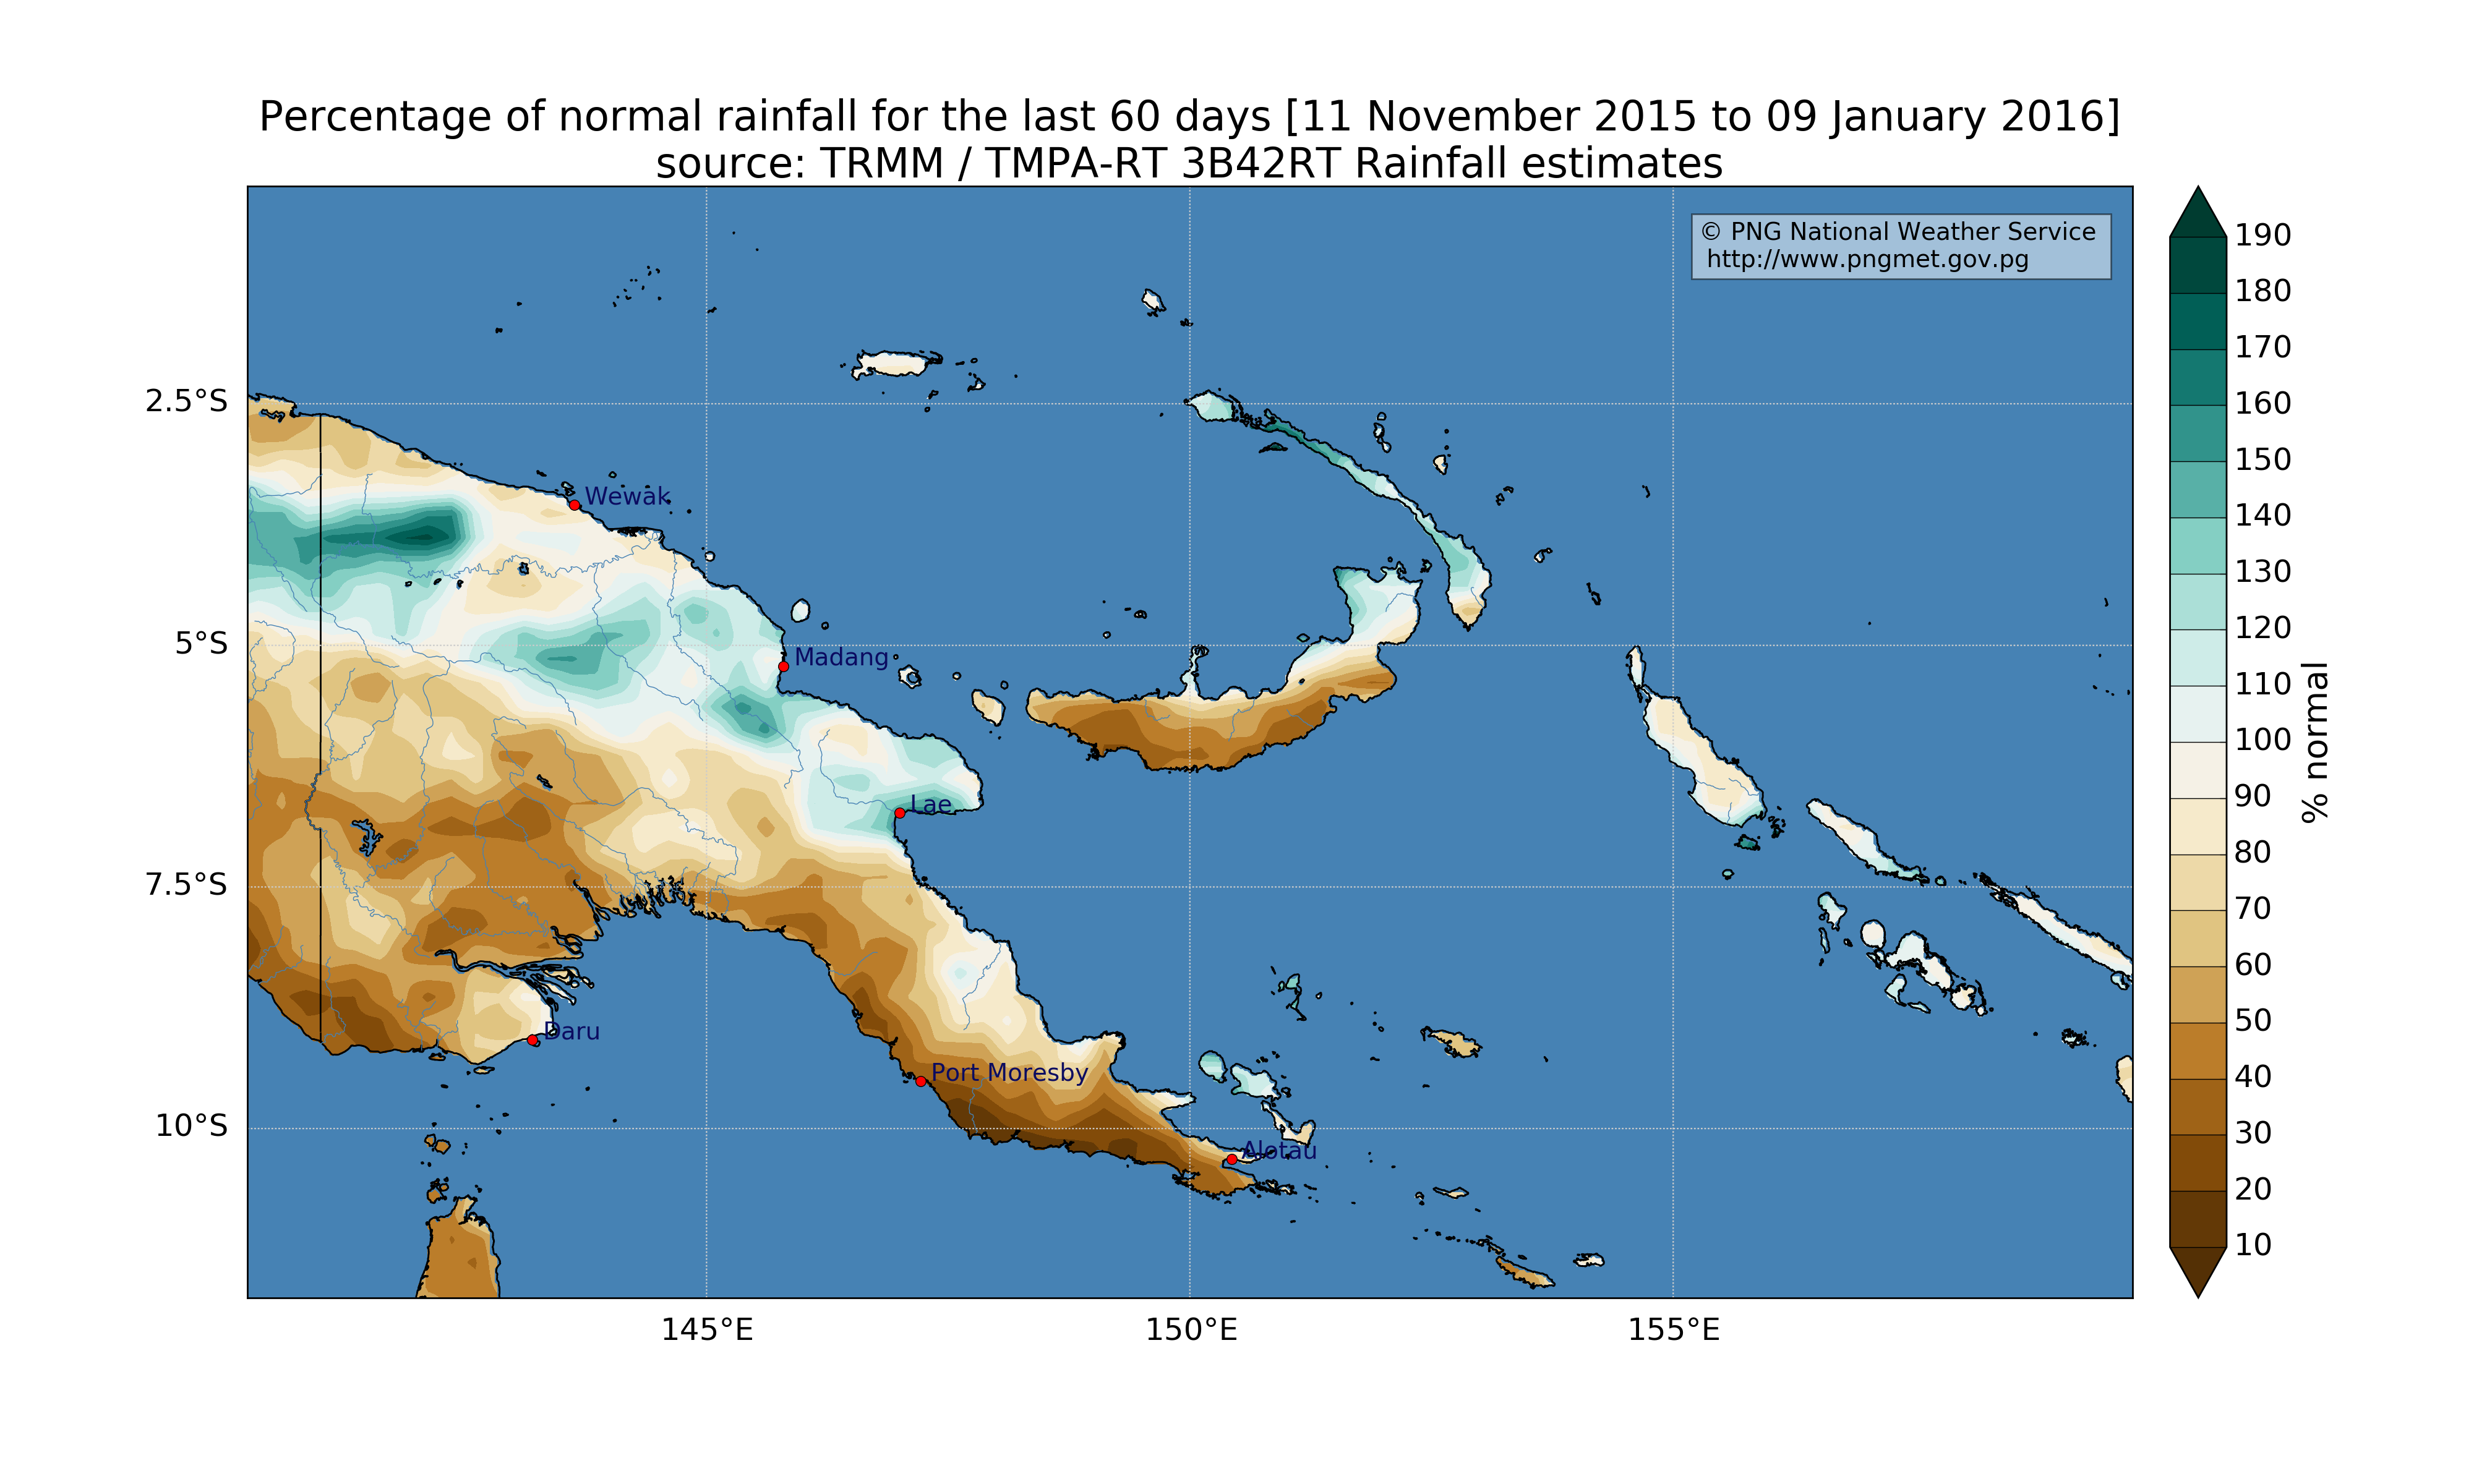 Percentage of normal rainfall for the last 60 days [11 November 2015 to 09 January 2016]
source: TRMM / TMPA-RT 3B42RT Rainfall estimates
© PNG National Weather Service
http://www.pngmet.gov.pg
2.5°S
5°S
7.5°S
10°S
Wewak
Madang
Lae
Daru
Port Moresby
Alotau
145°E
150°E
155°E
190
180
170
160
150
140
130
120
110
100
90
80
70
60
50
40
30
20
10
% normal